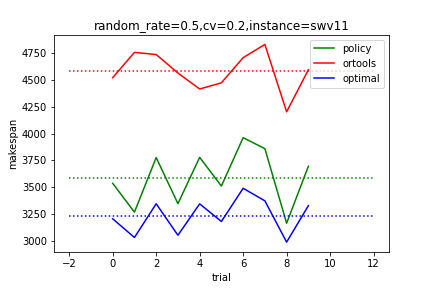 random_rate=0.5,cv=0.2,instance=swv11
policy
ortools
optimal
makespan
4750
4500
4250
4000
3750
3500
3250
3000
−2
0
2
4
6
8
10
12
trial